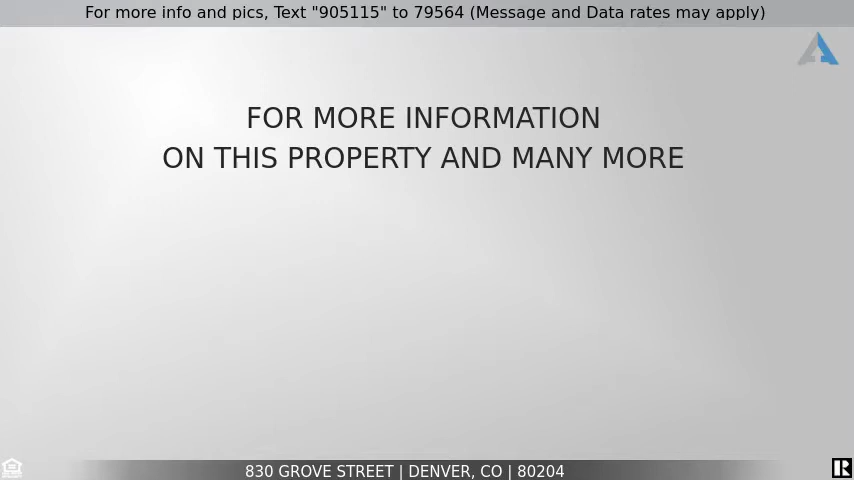 For more info and pics, Text "905115" to 79564 (Message and Data rates may apply)
FOR MORE INFORMATION
ON THIS PROPERTY AND MANY MORE
830 GROVE STREET | DENVER, CO | 80204